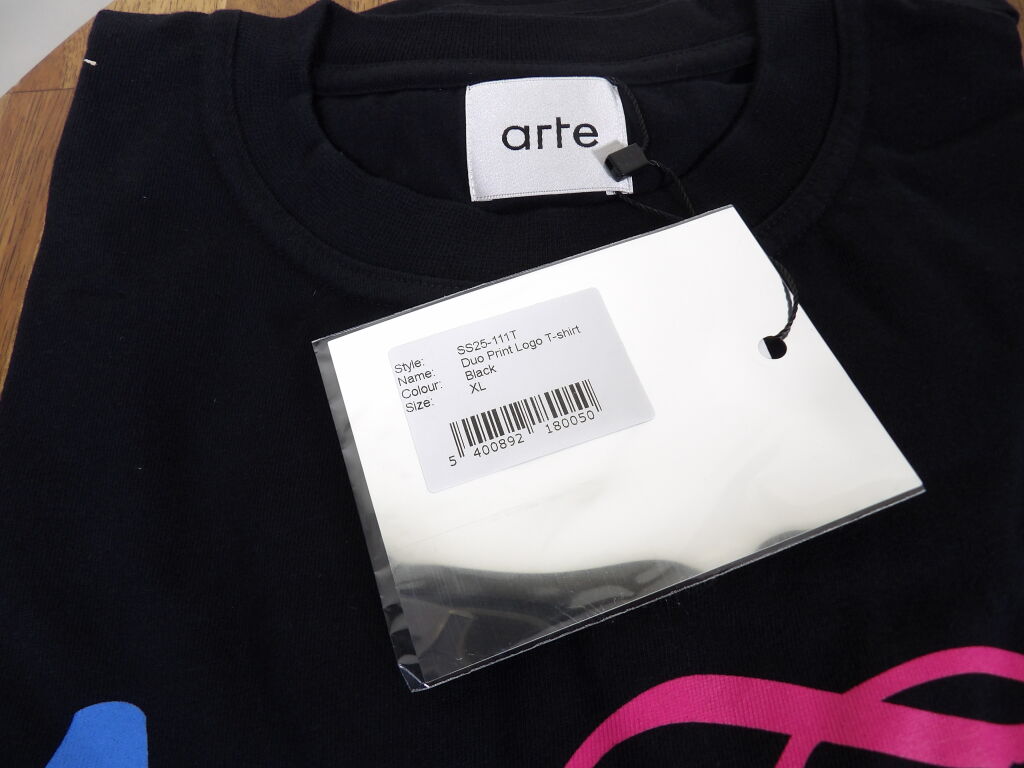 arte
Style: SS25-111T
Name: Duo Print Logo T-shirt
Colour: Black
Size: XL
5 400892 180050